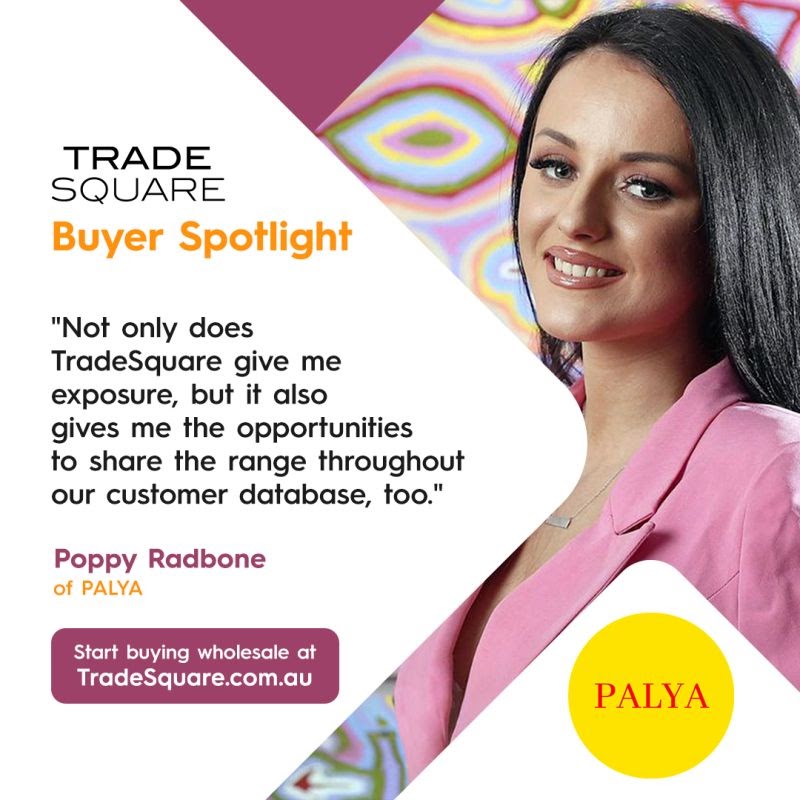 TRADE
SQUARE
Buyer Spotlight
"Not only does
TradeSquare give me
exposure, but it also
gives me the opportunities
to share the range throughout
our customer database, too."
Poppy Radbone
of PALYA
Start buying wholesale at
TradeSquare.com.au
PALYA